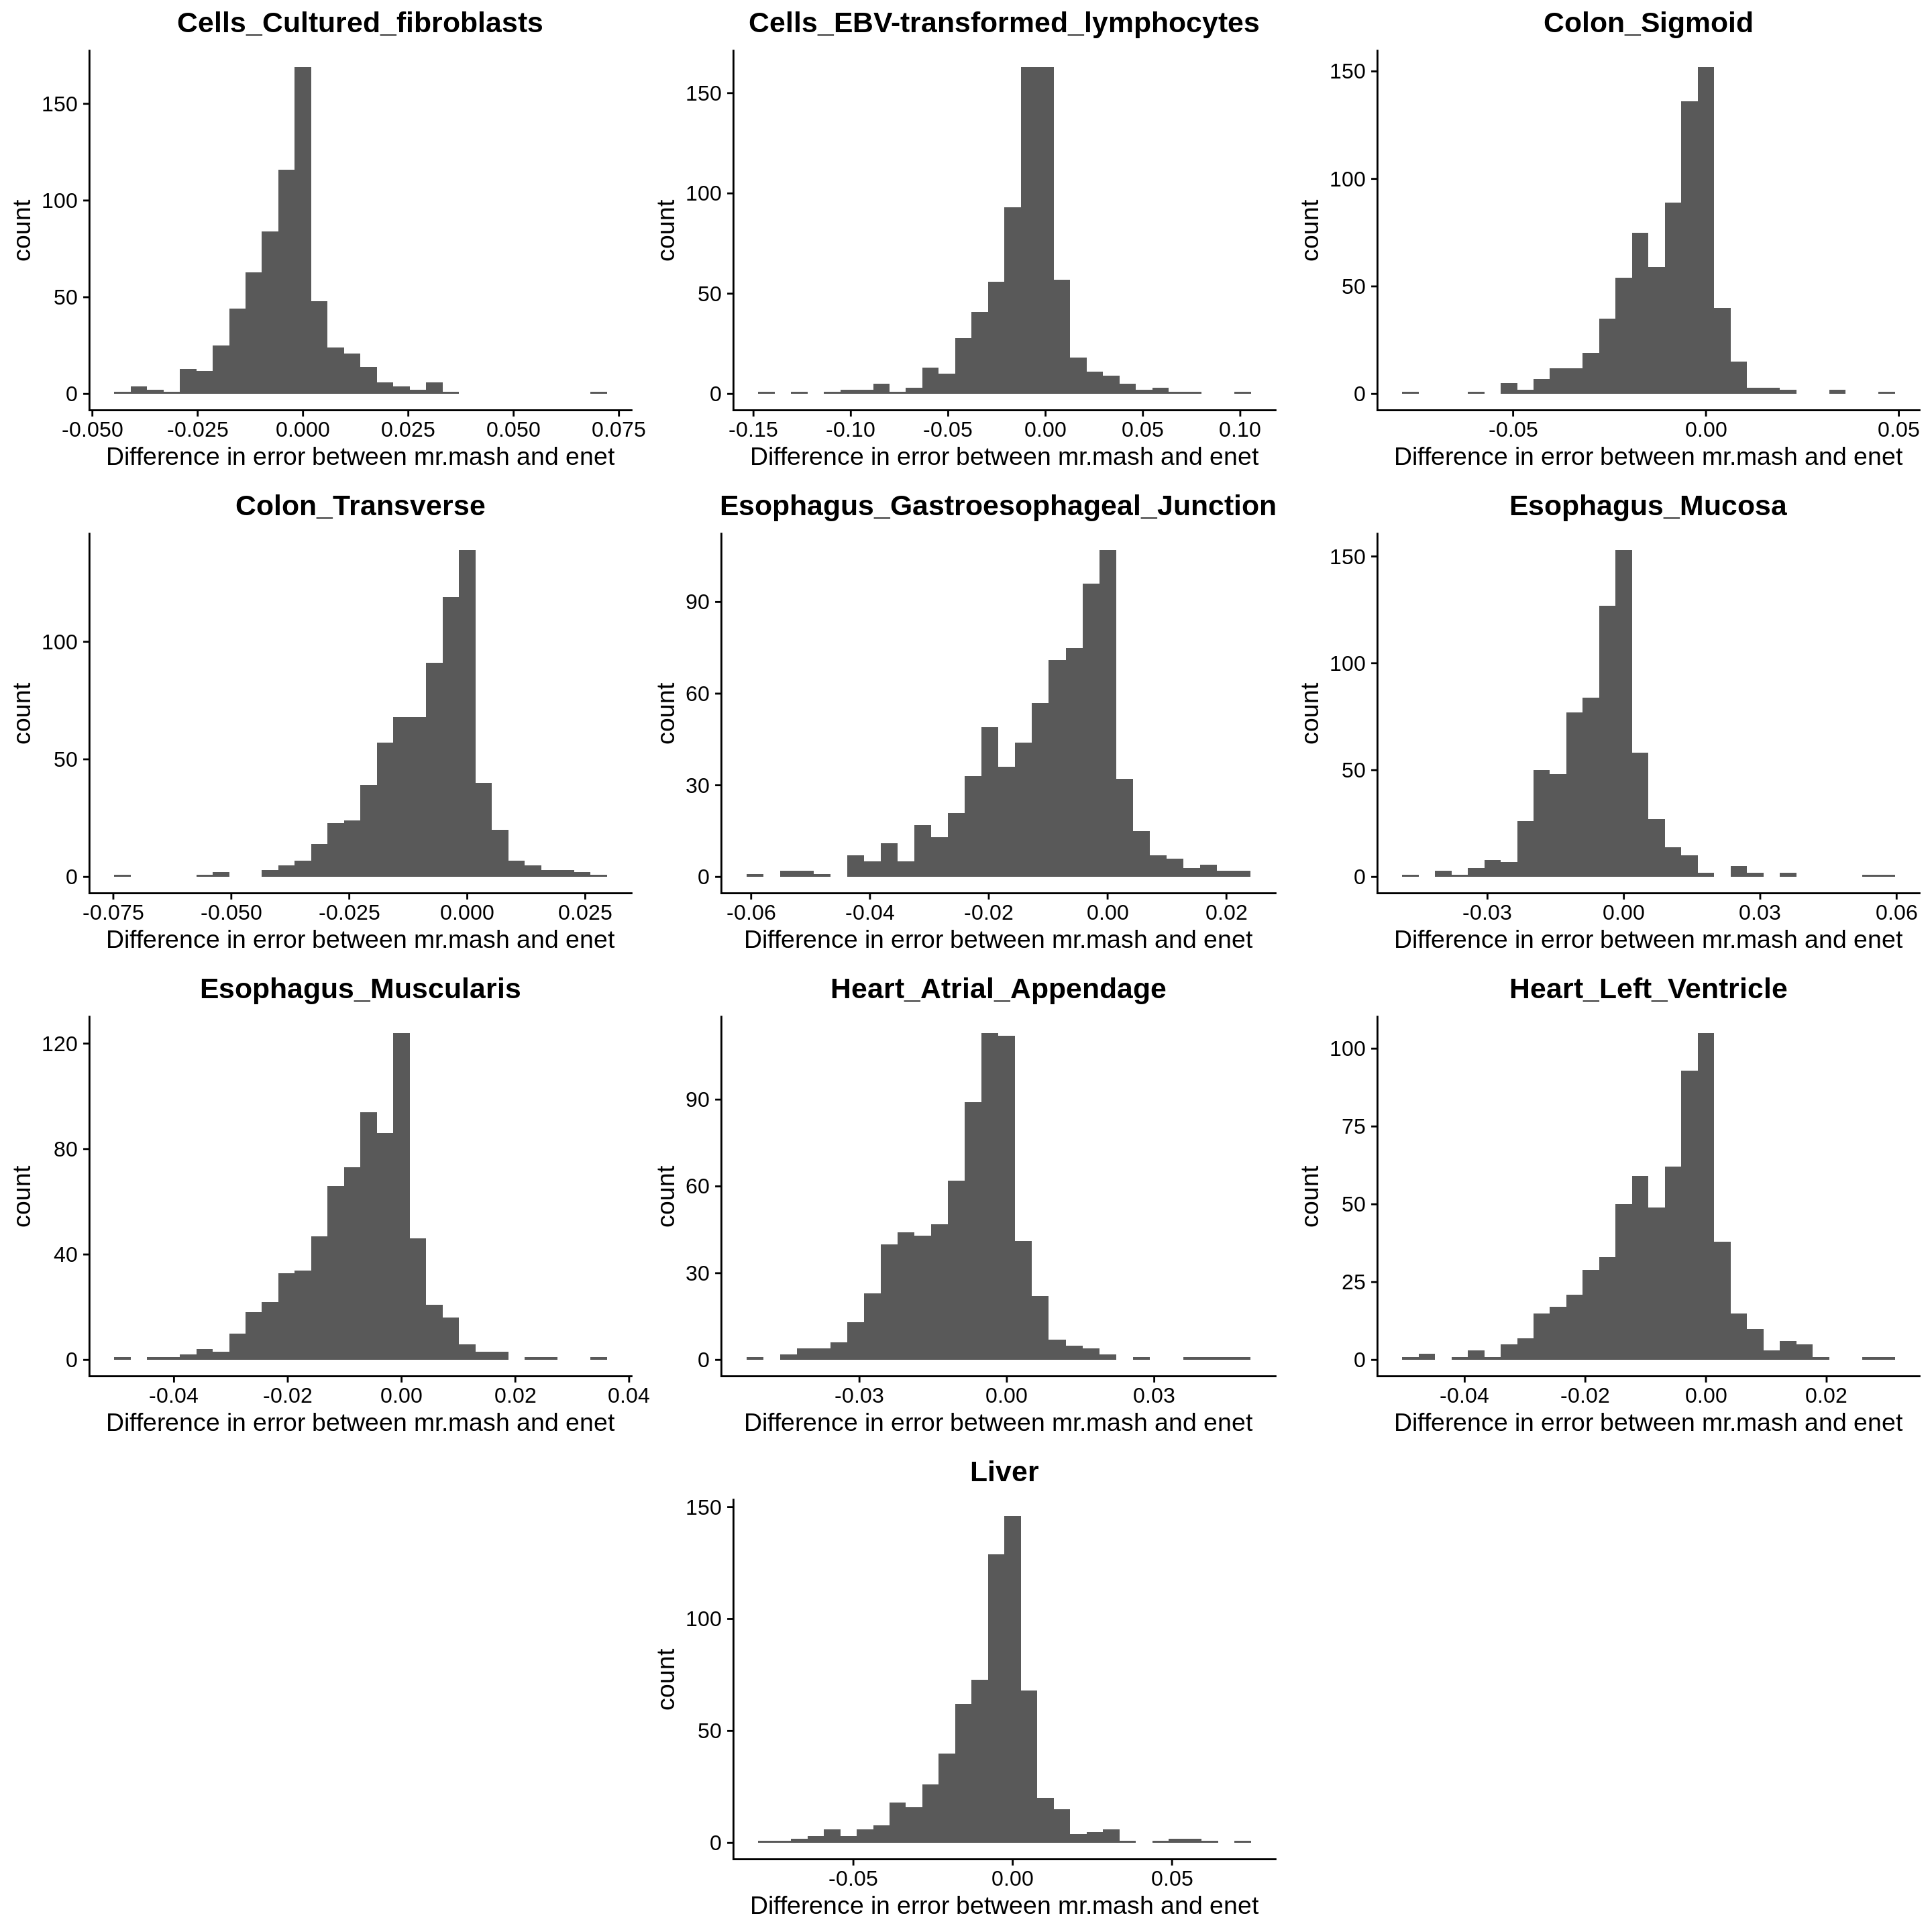 Cells_Cultured_fibroblasts
count
150
100
50
0
-0.050 -0.025 0.000 0.025 0.050 0.075
Difference in error between mr.mash and enet
Cells_EBV-transformed_lymphocytes
count
150
100
50
0
-0.15 -0.10 -0.05 0.00 0.05 0.10
Difference in error between mr.mash and enet
Colon_Sigmoid
count
150
100
50
0
-0.05 0.00 0.05
Difference in error between mr.mash and enet
Colon_Transverse
count
100
50
0
-0.075 -0.050 -0.025 0.000 0.025
Difference in error between mr.mash and enet
Esophagus_Gastroesophageal_Junction
count
90
60
30
0
-0.06 -0.04 -0.02 0.00 0.02
Difference in error between mr.mash and enet
Esophagus_Mucosa
count
150
100
50
0
-0.03 0.00 0.03 0.06
Difference in error between mr.mash and enet
Esophagus_Muscularis
count
120
80
40
0
-0.04 -0.02 0.00 0.02 0.04
Difference in error between mr.mash and enet
Heart_Atrial_Appendage
count
90
60
30
0
-0.03 0.00 0.03
Difference in error between mr.mash and enet
Heart_Left_Ventricle
count
100
75
50
25
0
-0.04 -0.02 0.00 0.02
Difference in error between mr.mash and enet
Liver
count
150
100
50
0
-0.05 0.00 0.05
Difference in error between mr.mash and enet